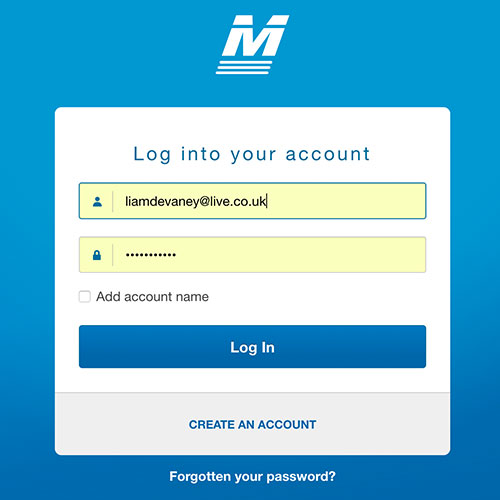 M
Log into your account
liamdevaney@live.co.uk
•••••••••••
Add account name
Log In
CREATE AN ACCOUNT
Forgotten your password?